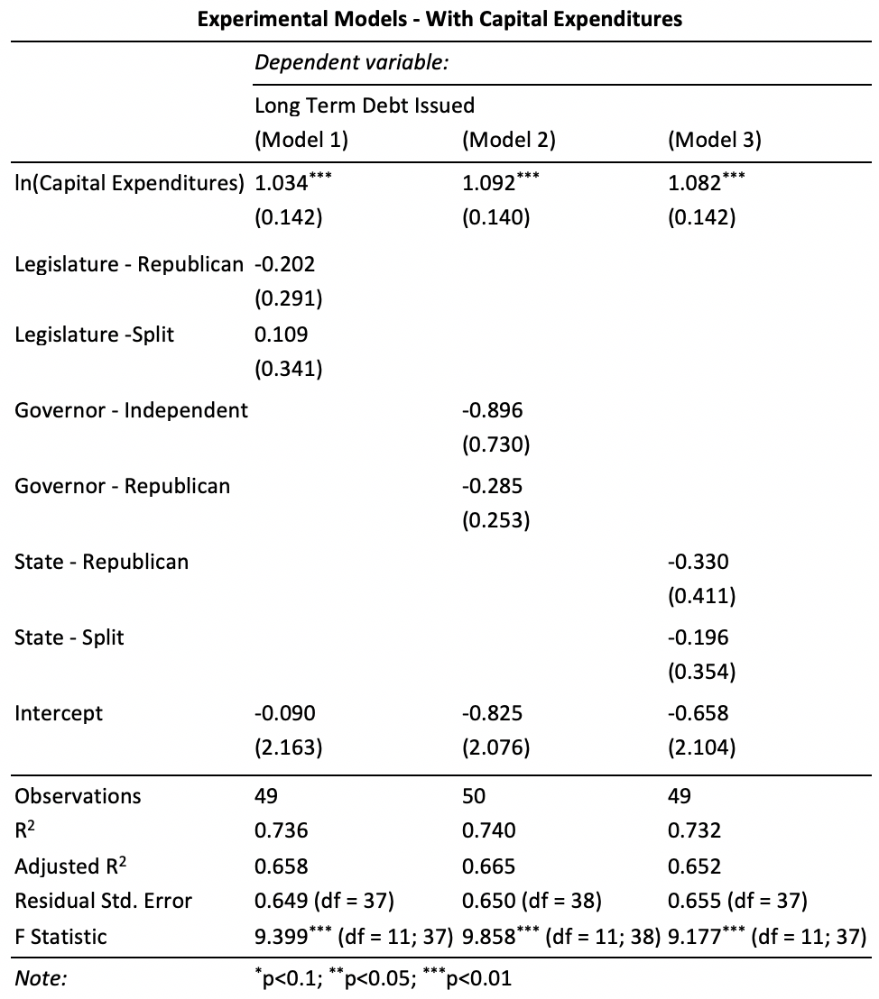 Experimental Models - With Capital Expenditures
Dependent variable:
Long Term Debt Issued
(Model 1) (Model 2) (Model 3)
ln(Capital Expenditures) 1.034*** 1.092*** 1.082***
(0.142) (0.140) (0.142)
Legislature - Republican -0.202
(0.291)
Legislature -Split 0.109
(0.341)
Governor - Independent -0.896
(0.730)
Governor - Republican -0.285
(0.253)
State - Republican -0.330
(0.411)
State - Split -0.196
(0.354)
Intercept -0.090 -0.825 -0.658
(2.163) (2.076) (2.104)
Observations 49 50 49
R² 0.736 0.740 0.732
Adjusted R² 0.658 0.665 0.652
Residual Std. Error 0.649 (df = 37) 0.650 (df = 38) 0.655 (df = 37)
F Statistic 9.399*** (df = 11; 37) 9.858*** (df = 11; 38) 9.177*** (df = 11; 37)
Note: *p<0.1; **p<0.05; ***p<0.01